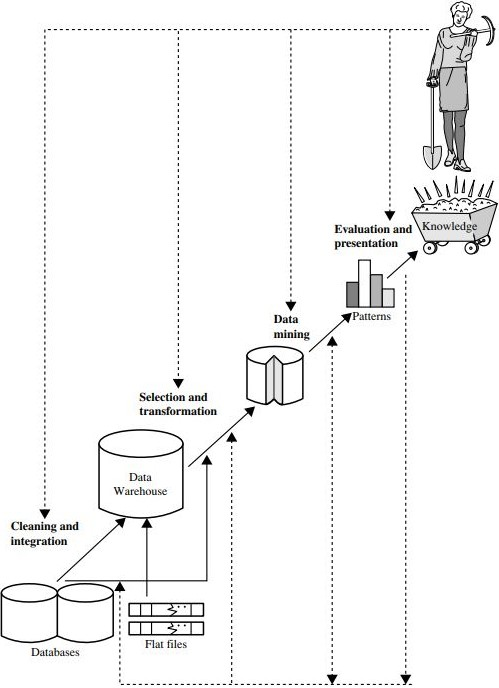 Knowledge
Evaluation and
presentation
Patterns
Data
mining
Selection and
transformation
Data
Warehouse
Cleaning and
integration
Databases
Flat files